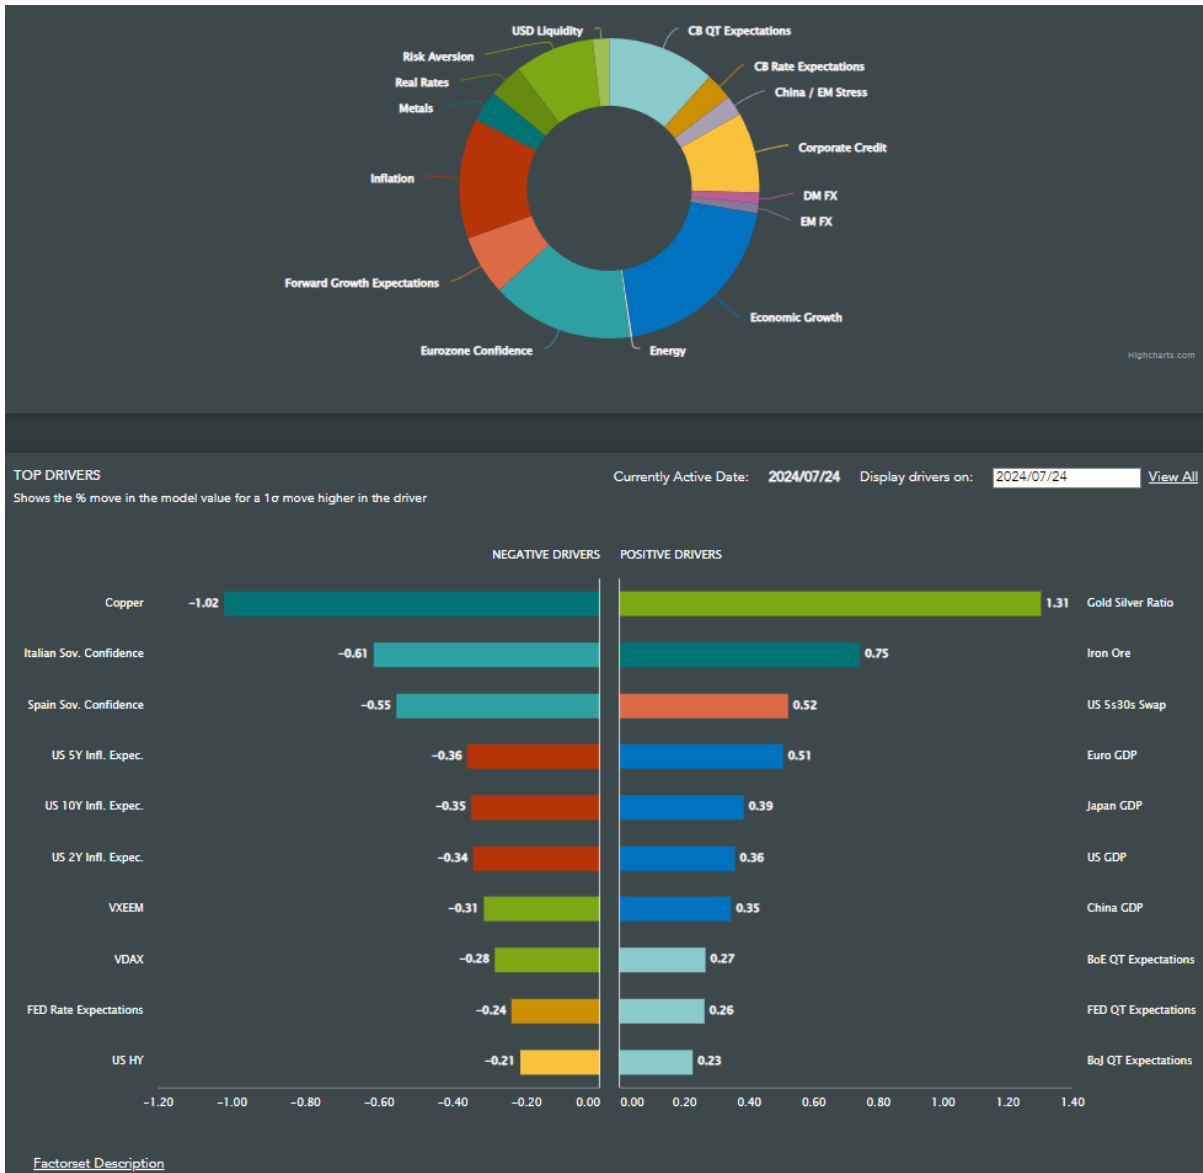 USD Liquidity
CB QT Expectations
Risk Aversion
CB Rate Expectations
Real Rates
China / EM Stress
Metals
Corporate Credit
Inflation
DM FX
EM FX
Forward Growth Expectations
Economic Growth
Eurozone Confidence
Energy
Highcharts.com
TOP DRIVERS
Currently Active Date: 2024/07/24 Display drivers on: 2024/07/24 View All
Shows the % move in the model value for a 1σ move higher in the driver
NEGATIVE DRIVERS POSITIVE DRIVERS
Copper −1.02 1.31 Gold Silver Ratio
Italian Sov. Confidence −0.61 0.75 Iron Ore
Spain Sov. Confidence −0.55 0.52 US 5s30s Swap
US 5Y Infl. Expec. −0.36 0.51 Euro GDP
US 10Y Infl. Expec. −0.35 0.39 Japan GDP
US 2Y Infl. Expec. −0.34 0.36 US GDP
VXEEM −0.31 0.35 China GDP
VDAX −0.28 0.27 BoE QT Expectations
FED Rate Expectations −0.24 0.26 FED QT Expectations
US HY −0.21 0.23 BoJ QT Expectations
−1.20 −1.00 −0.80 −0.60 −0.40 −0.20 0.00 0.00 0.20 0.40 0.60 0.80 1.00 1.20 1.40
Factorset Description